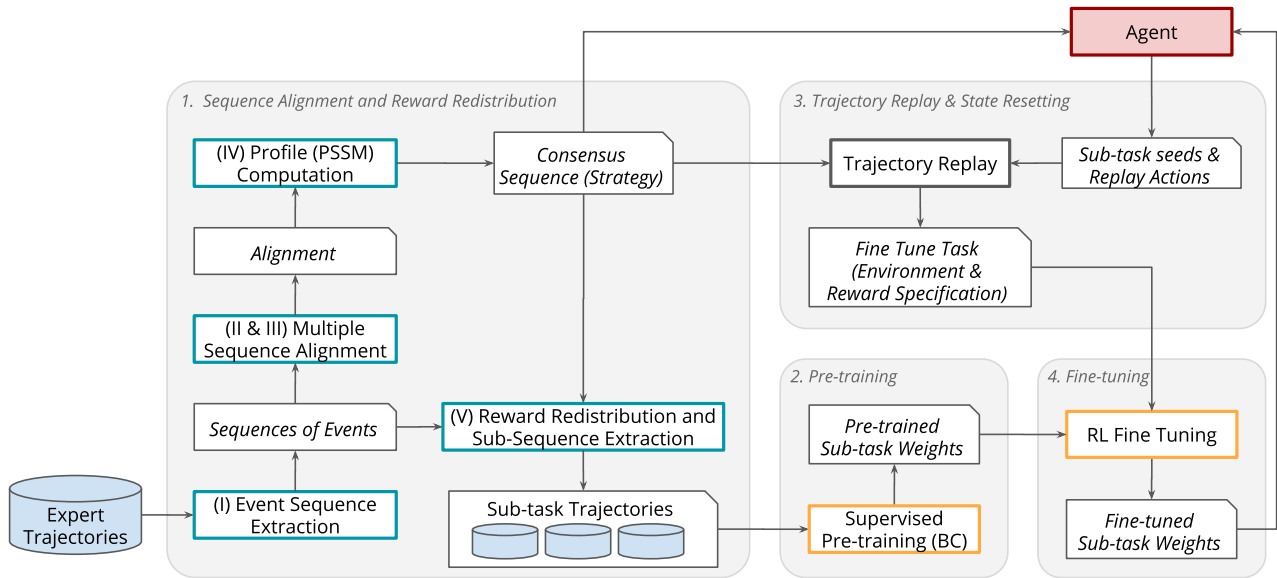 Agent
1.  Sequence Alignment and Reward Redistribution
(IV) Profile (PSSM)
Computation
Consensus
Sequence (Strategy)
Alignment
(II & III) Multiple
Sequence Alignment
Sequences of Events
(V) Reward Redistribution and
Sub-Sequence Extraction
Expert
Trajectories
(I) Event Sequence
Extraction
Sub-task Trajectories
3. Trajectory Replay & State Resetting
Trajectory Replay
Sub-task seeds &
Replay Actions
Fine Tune Task
(Environment &
Reward Specification)
2. Pre-training
Pre-trained
Sub-task Weights
Supervised
Pre-training (BC)
4. Fine-tuning
RL Fine Tuning
Fine-tuned
Sub-task Weights